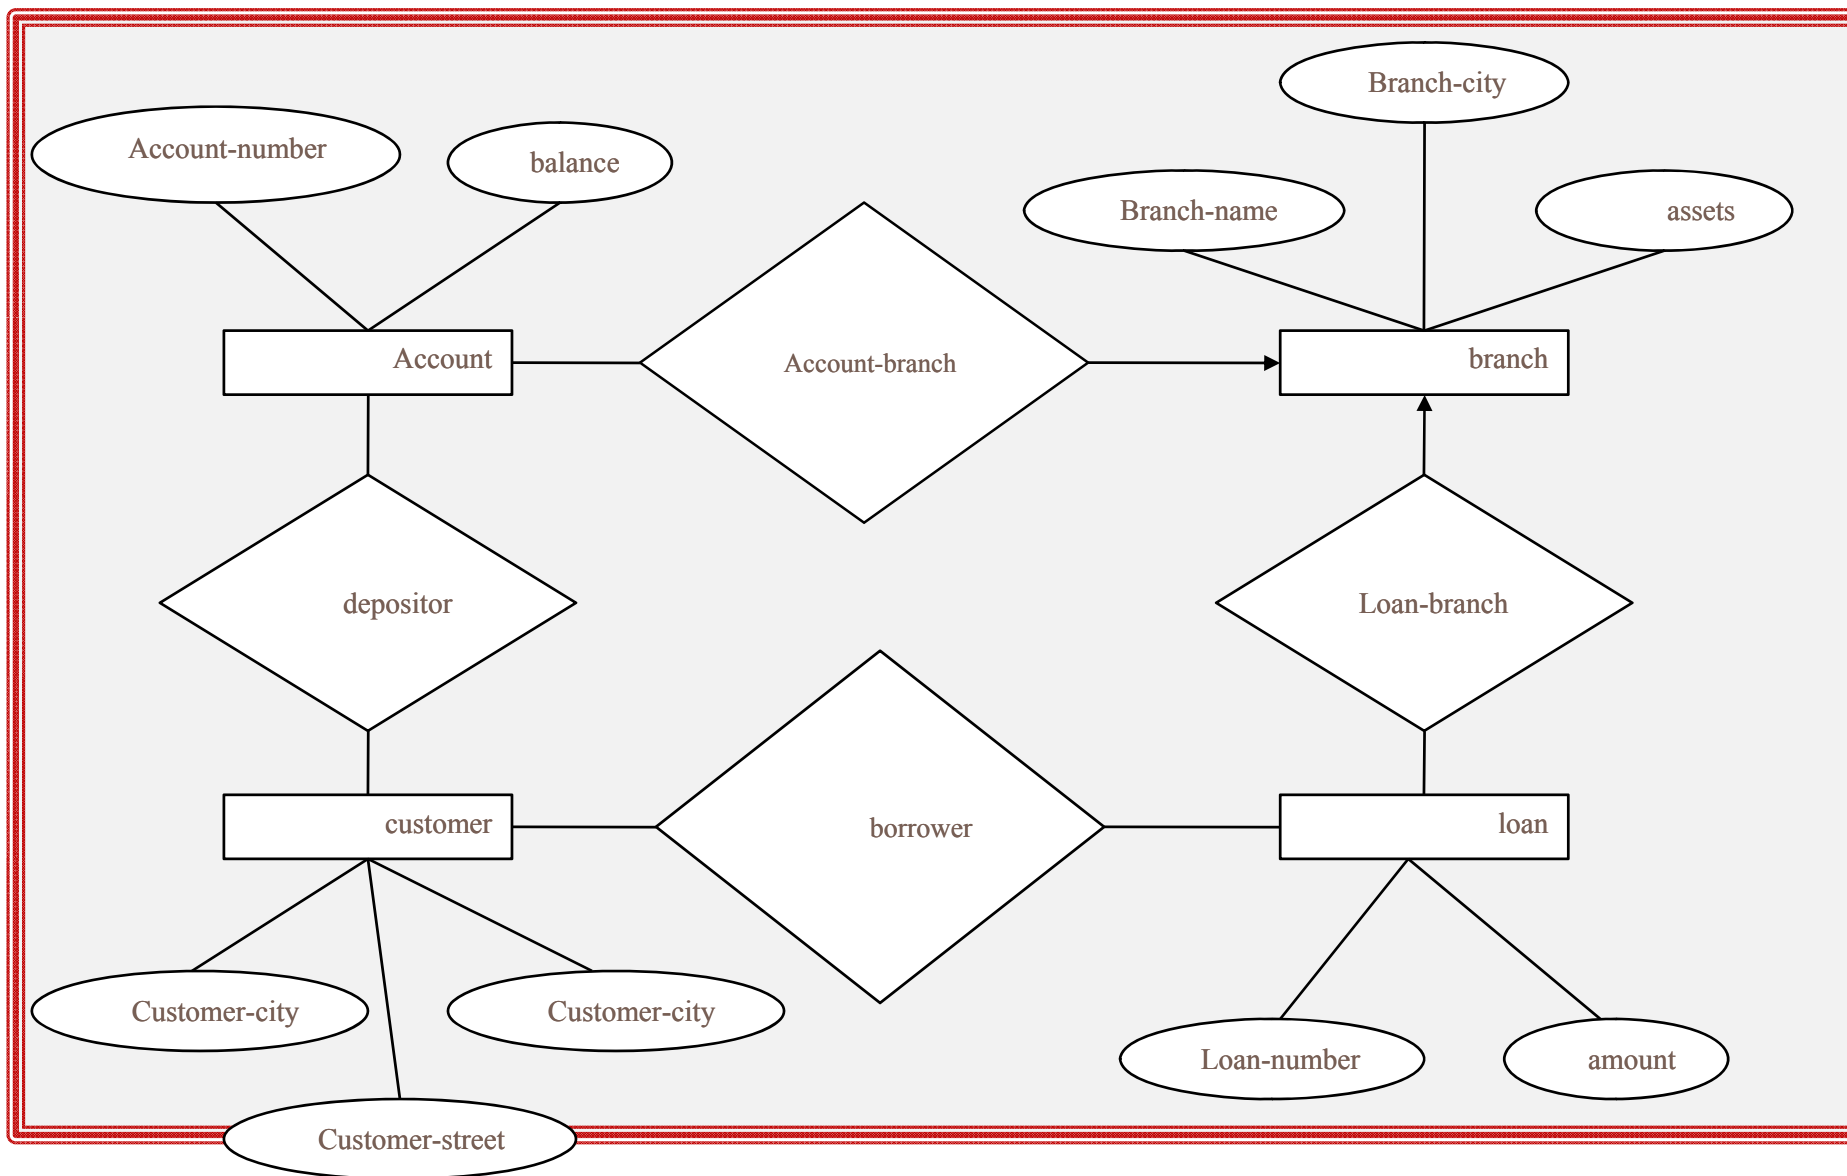 Branch-city
Account-number
balance
Branch-name
assets
Account
Account-branch
branch
depositor
Loan-branch
customer
borrower
loan
Customer-city
Customer-city
Loan-number
amount
Customer-street